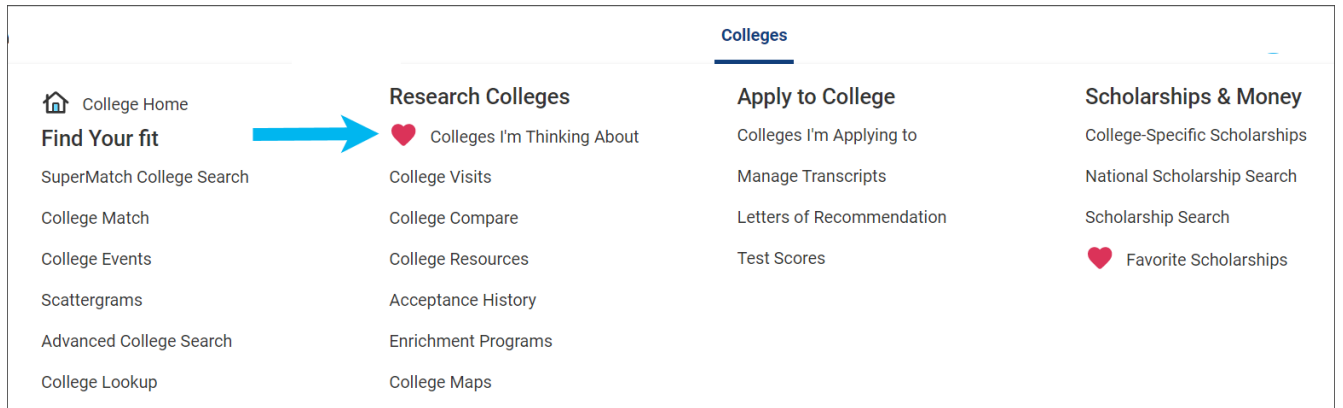 Colleges
College Home
Find Your fit
SuperMatch College Search
College Match
College Events
Scattergrams
Advanced College Search
College Lookup
Research Colleges
Colleges I'm Thinking About
College Visits
College Compare
College Resources
Acceptance History
Enrichment Programs
College Maps
Apply to College
Colleges I'm Applying to
Manage Transcripts
Letters of Recommendation
Test Scores
Scholarships & Money
College-Specific Scholarships
National Scholarship Search
Scholarship Search
Favorite Scholarships